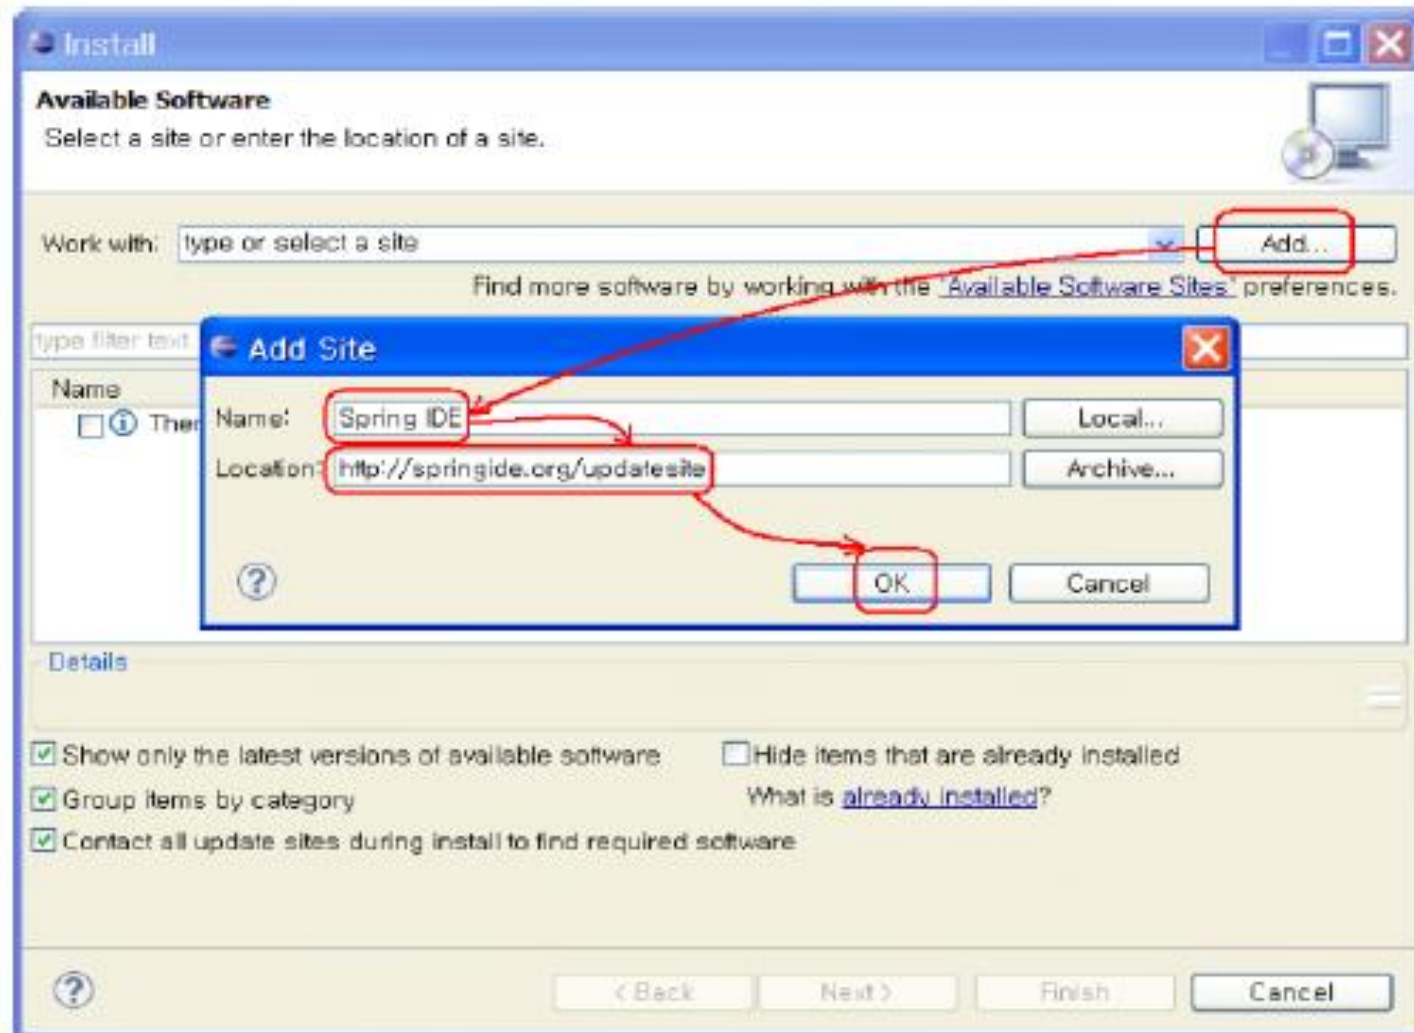 Install
Available Software
Select a site or enter the location of a site.
Work with: type or select a site Add...
Find more software by working with the "Available Software Sites" preferences.
type filter text
Add Site
Name
Name: Spring IDE Local...
Ther
Location: http://springide.org/updatesite Archive...
OK Cancel
Details
Show only the latest versions of available software Hide items that are already installed
Group items by category What is already installed?
Contact all update sites during install to find required software
< Back Next > Finish Cancel